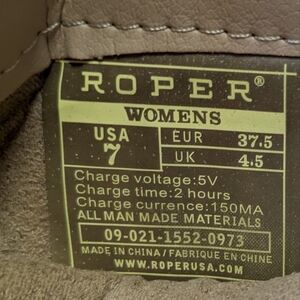 ROPER®
WOMENS
USA 7 EUR 37.5
UK 4.5
Charge voltage:5V
Charge time:2 hours
Charge currence:150MA
ALL MAN MADE MATERIALS
09-021-1552-0973
MADE IN CHINA / FABRIQUE EN CHINE
WWW.ROPERUSA.COM